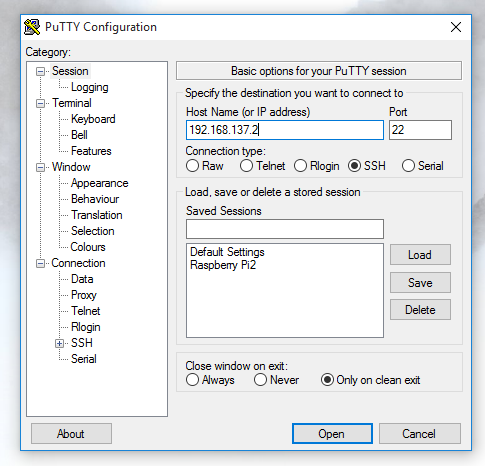 PuTTY Configuration
Category:
Session
Logging
Terminal
Keyboard
Bell
Features
Window
Appearance
Behaviour
Translation
Selection
Colours
Connection
Data
Proxy
Telnet
Rlogin
SSH
Serial
Basic options for your PuTTY session
Specify the destination you want to connect to
Host Name (or IP address) Port
192.168.137.2 22
Connection type:
Raw Telnet Rlogin SSH Serial
Load, save or delete a stored session
Saved Sessions
Default Settings
Raspberry Pi2
Load
Save
Delete
Close window on exit:
Always Never Only on clean exit
About Open Cancel